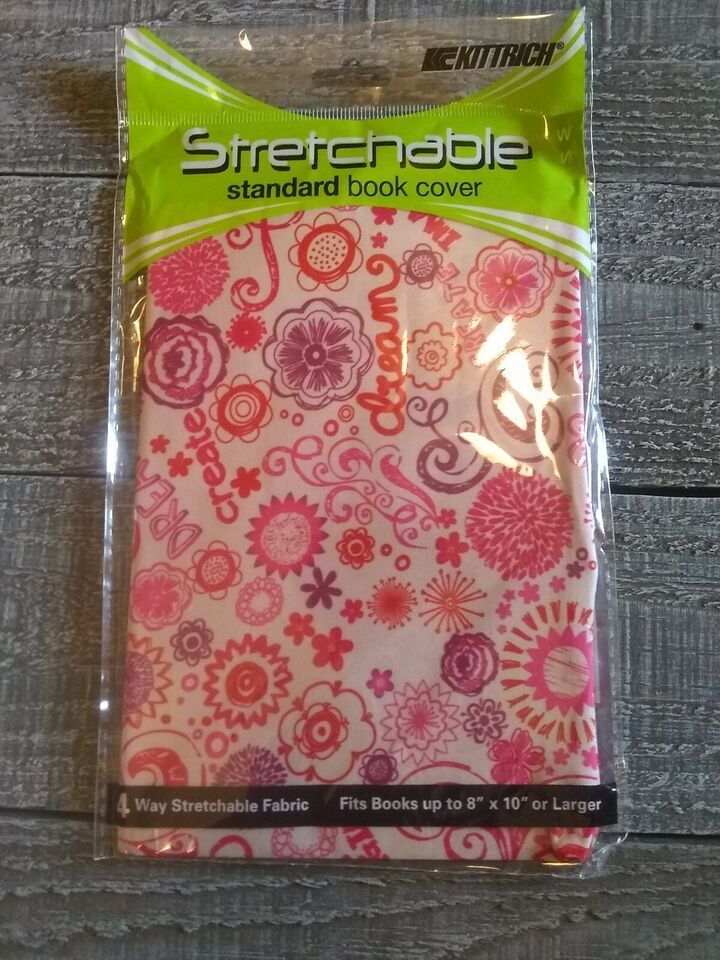 KITTRICH®
Stretchable
standard book cover
dream
create
4 Way Stretchable Fabric
Fits Books up to 8" x 10" or Larger